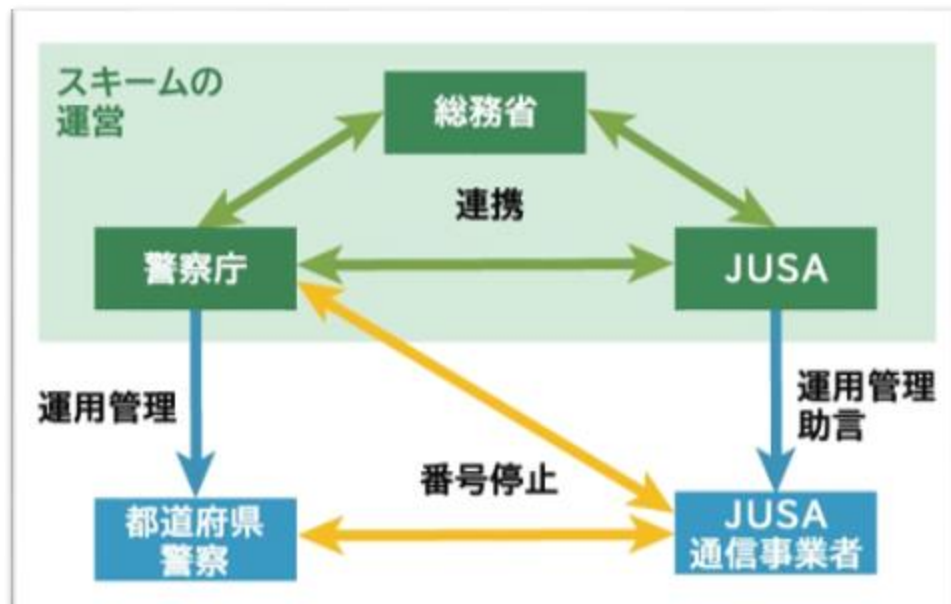 スキームの
運営
総務省
連携
警察庁
JUSA
運用管理
運用管理
助言
番号停止
都道府県
警察
JUSA
通信事業者